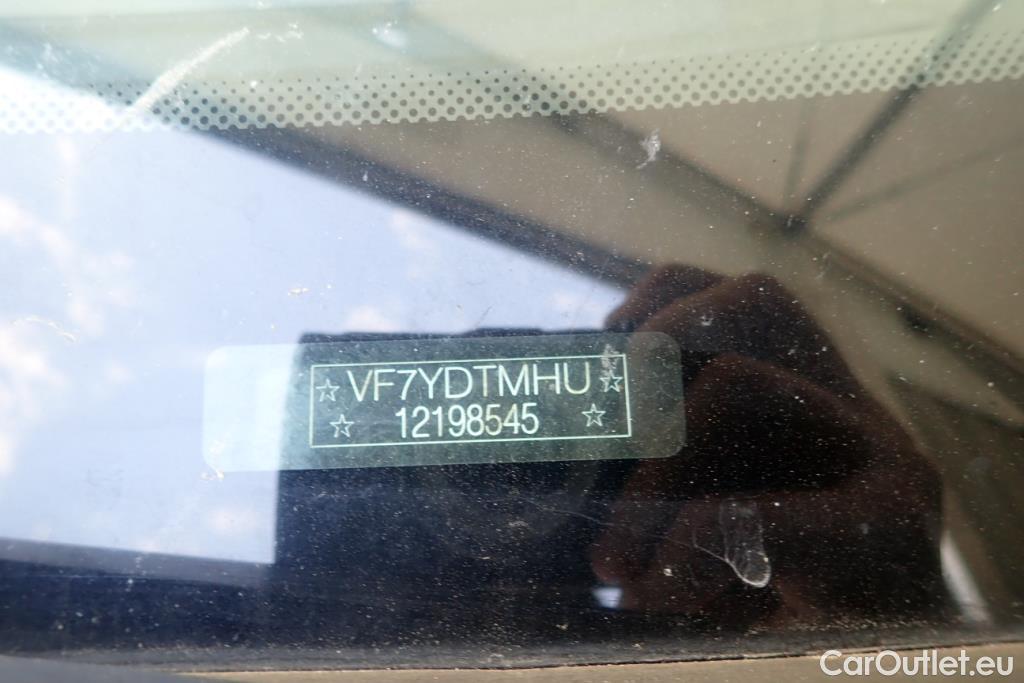 ☆ VF7YDTMHU ☆
☆ 12198545 ☆
CarOutlet.eu